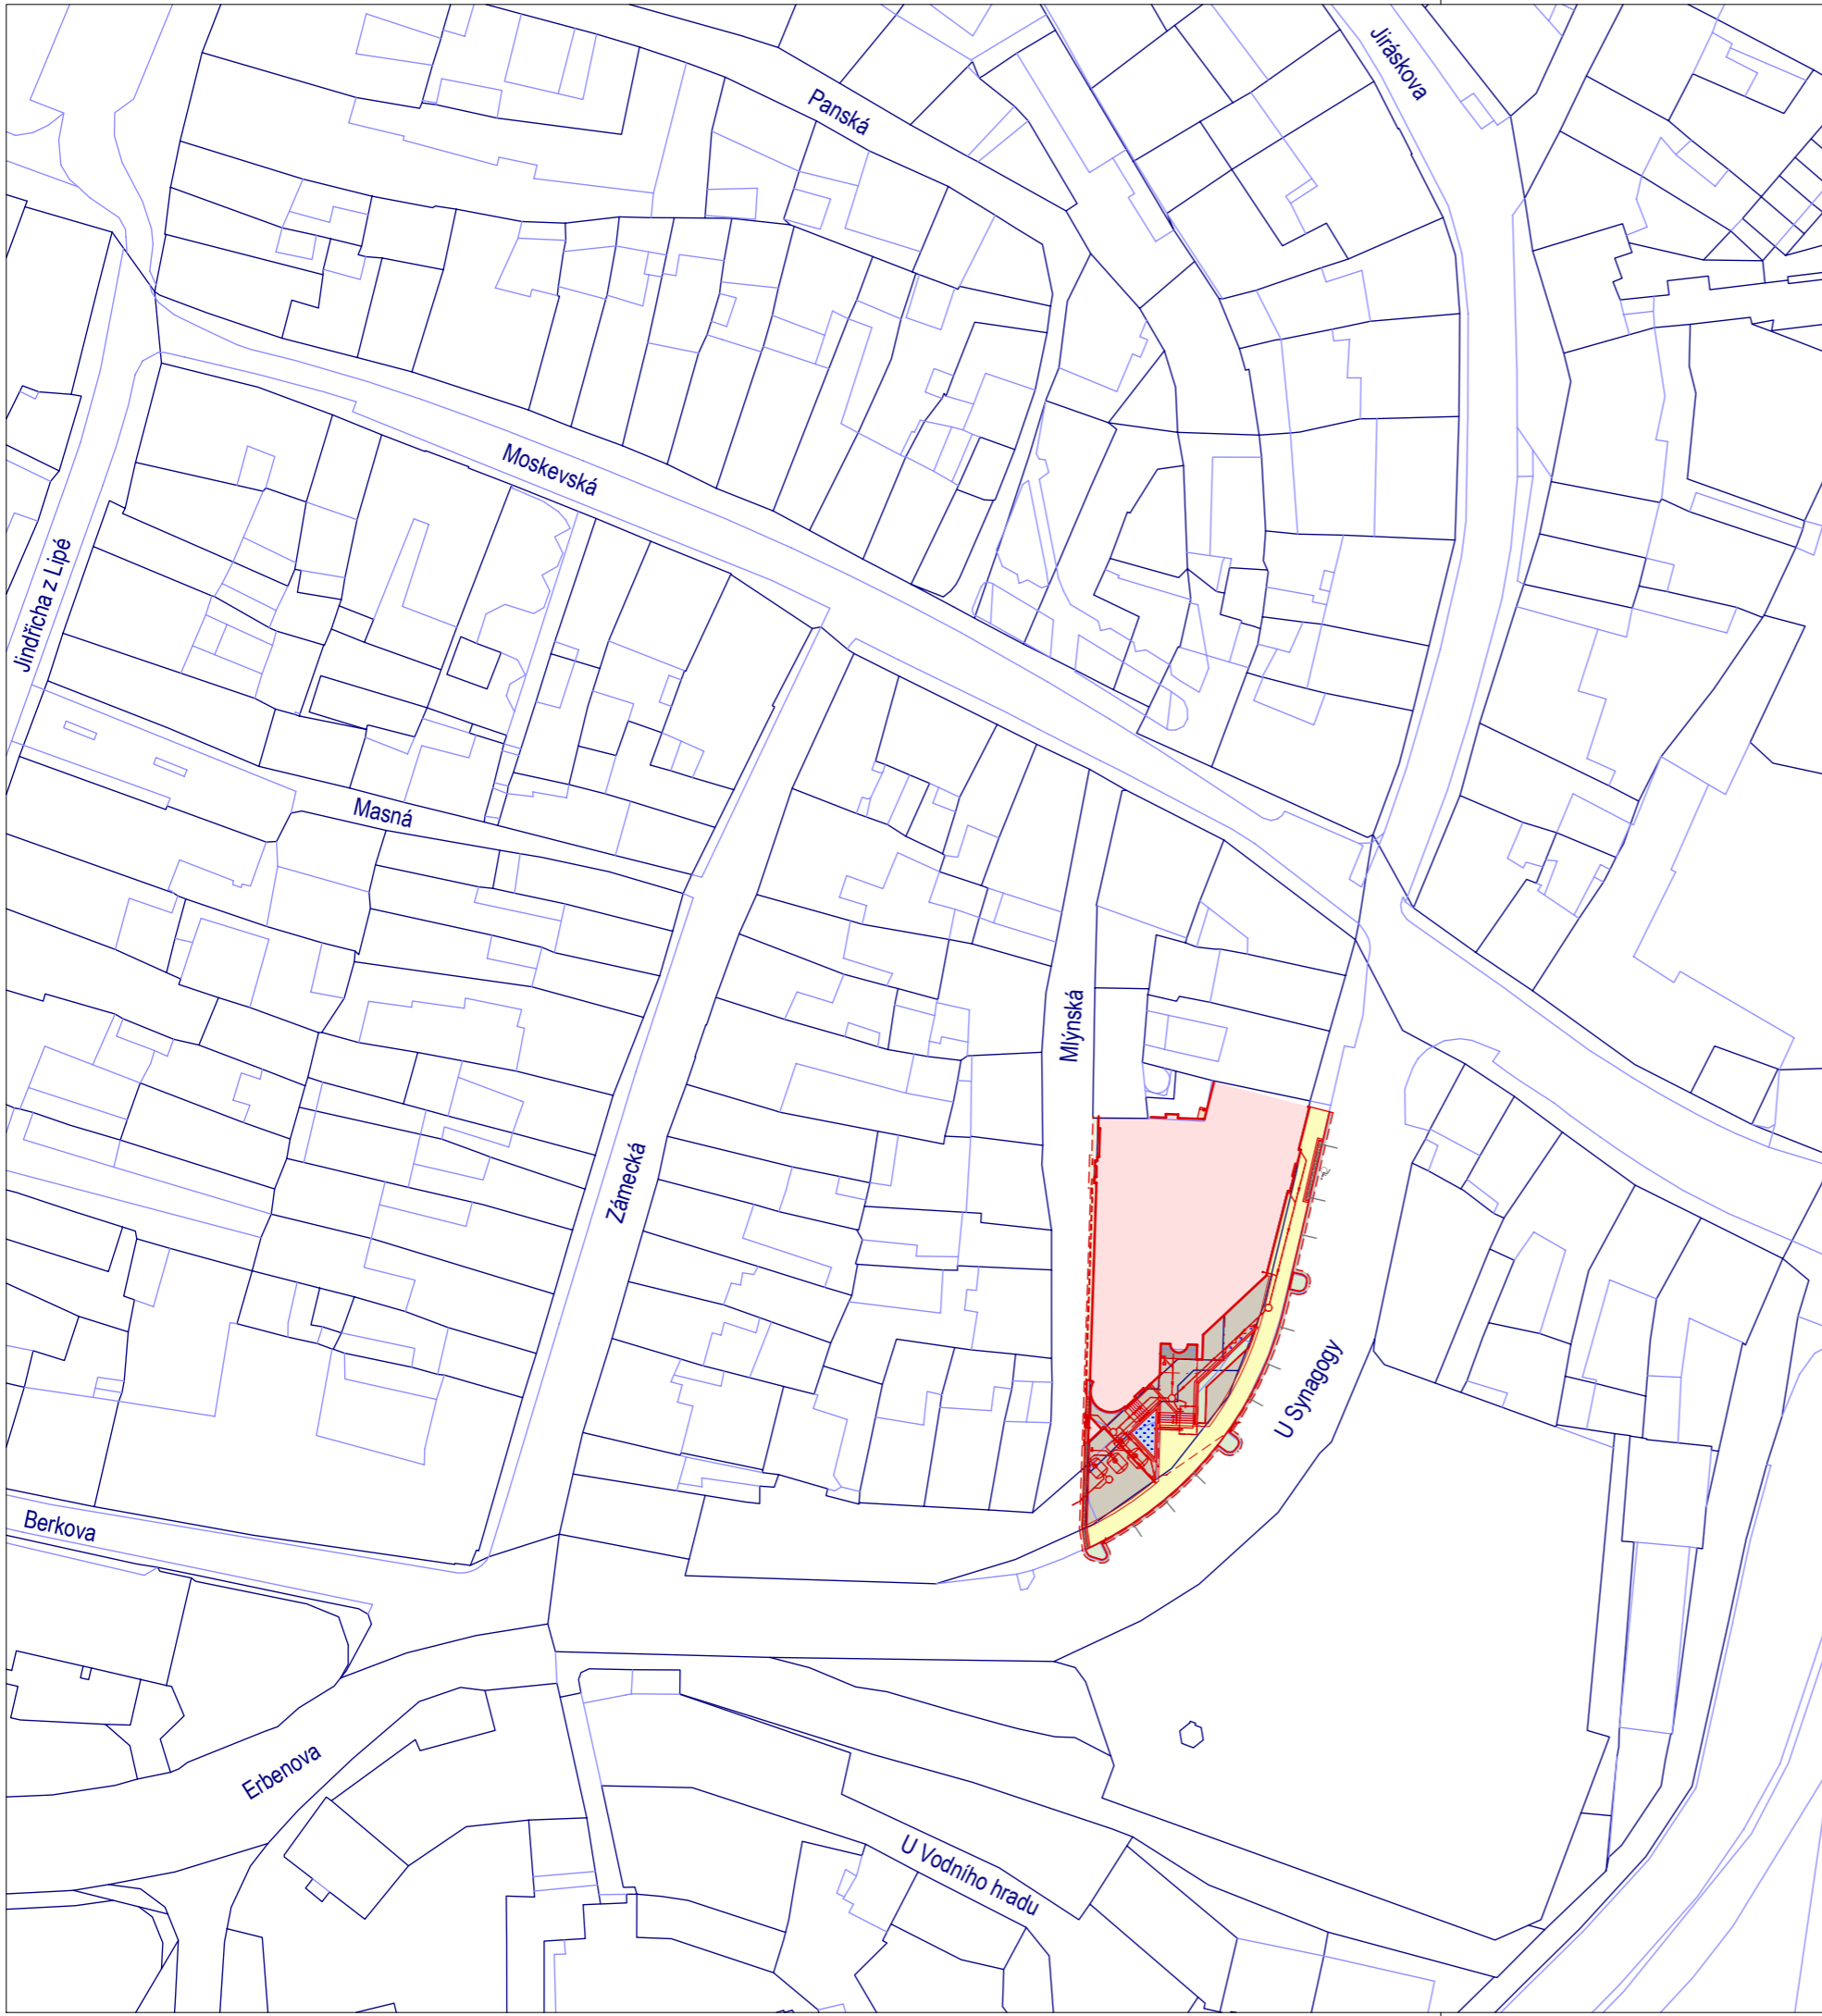 Jiráskova
Panská
Moskevská
Jindřicha z Lipé
Masná
Mlýnská
Zámecká
U Synagogy
Berkova
Erbenova
U Vodního hradu